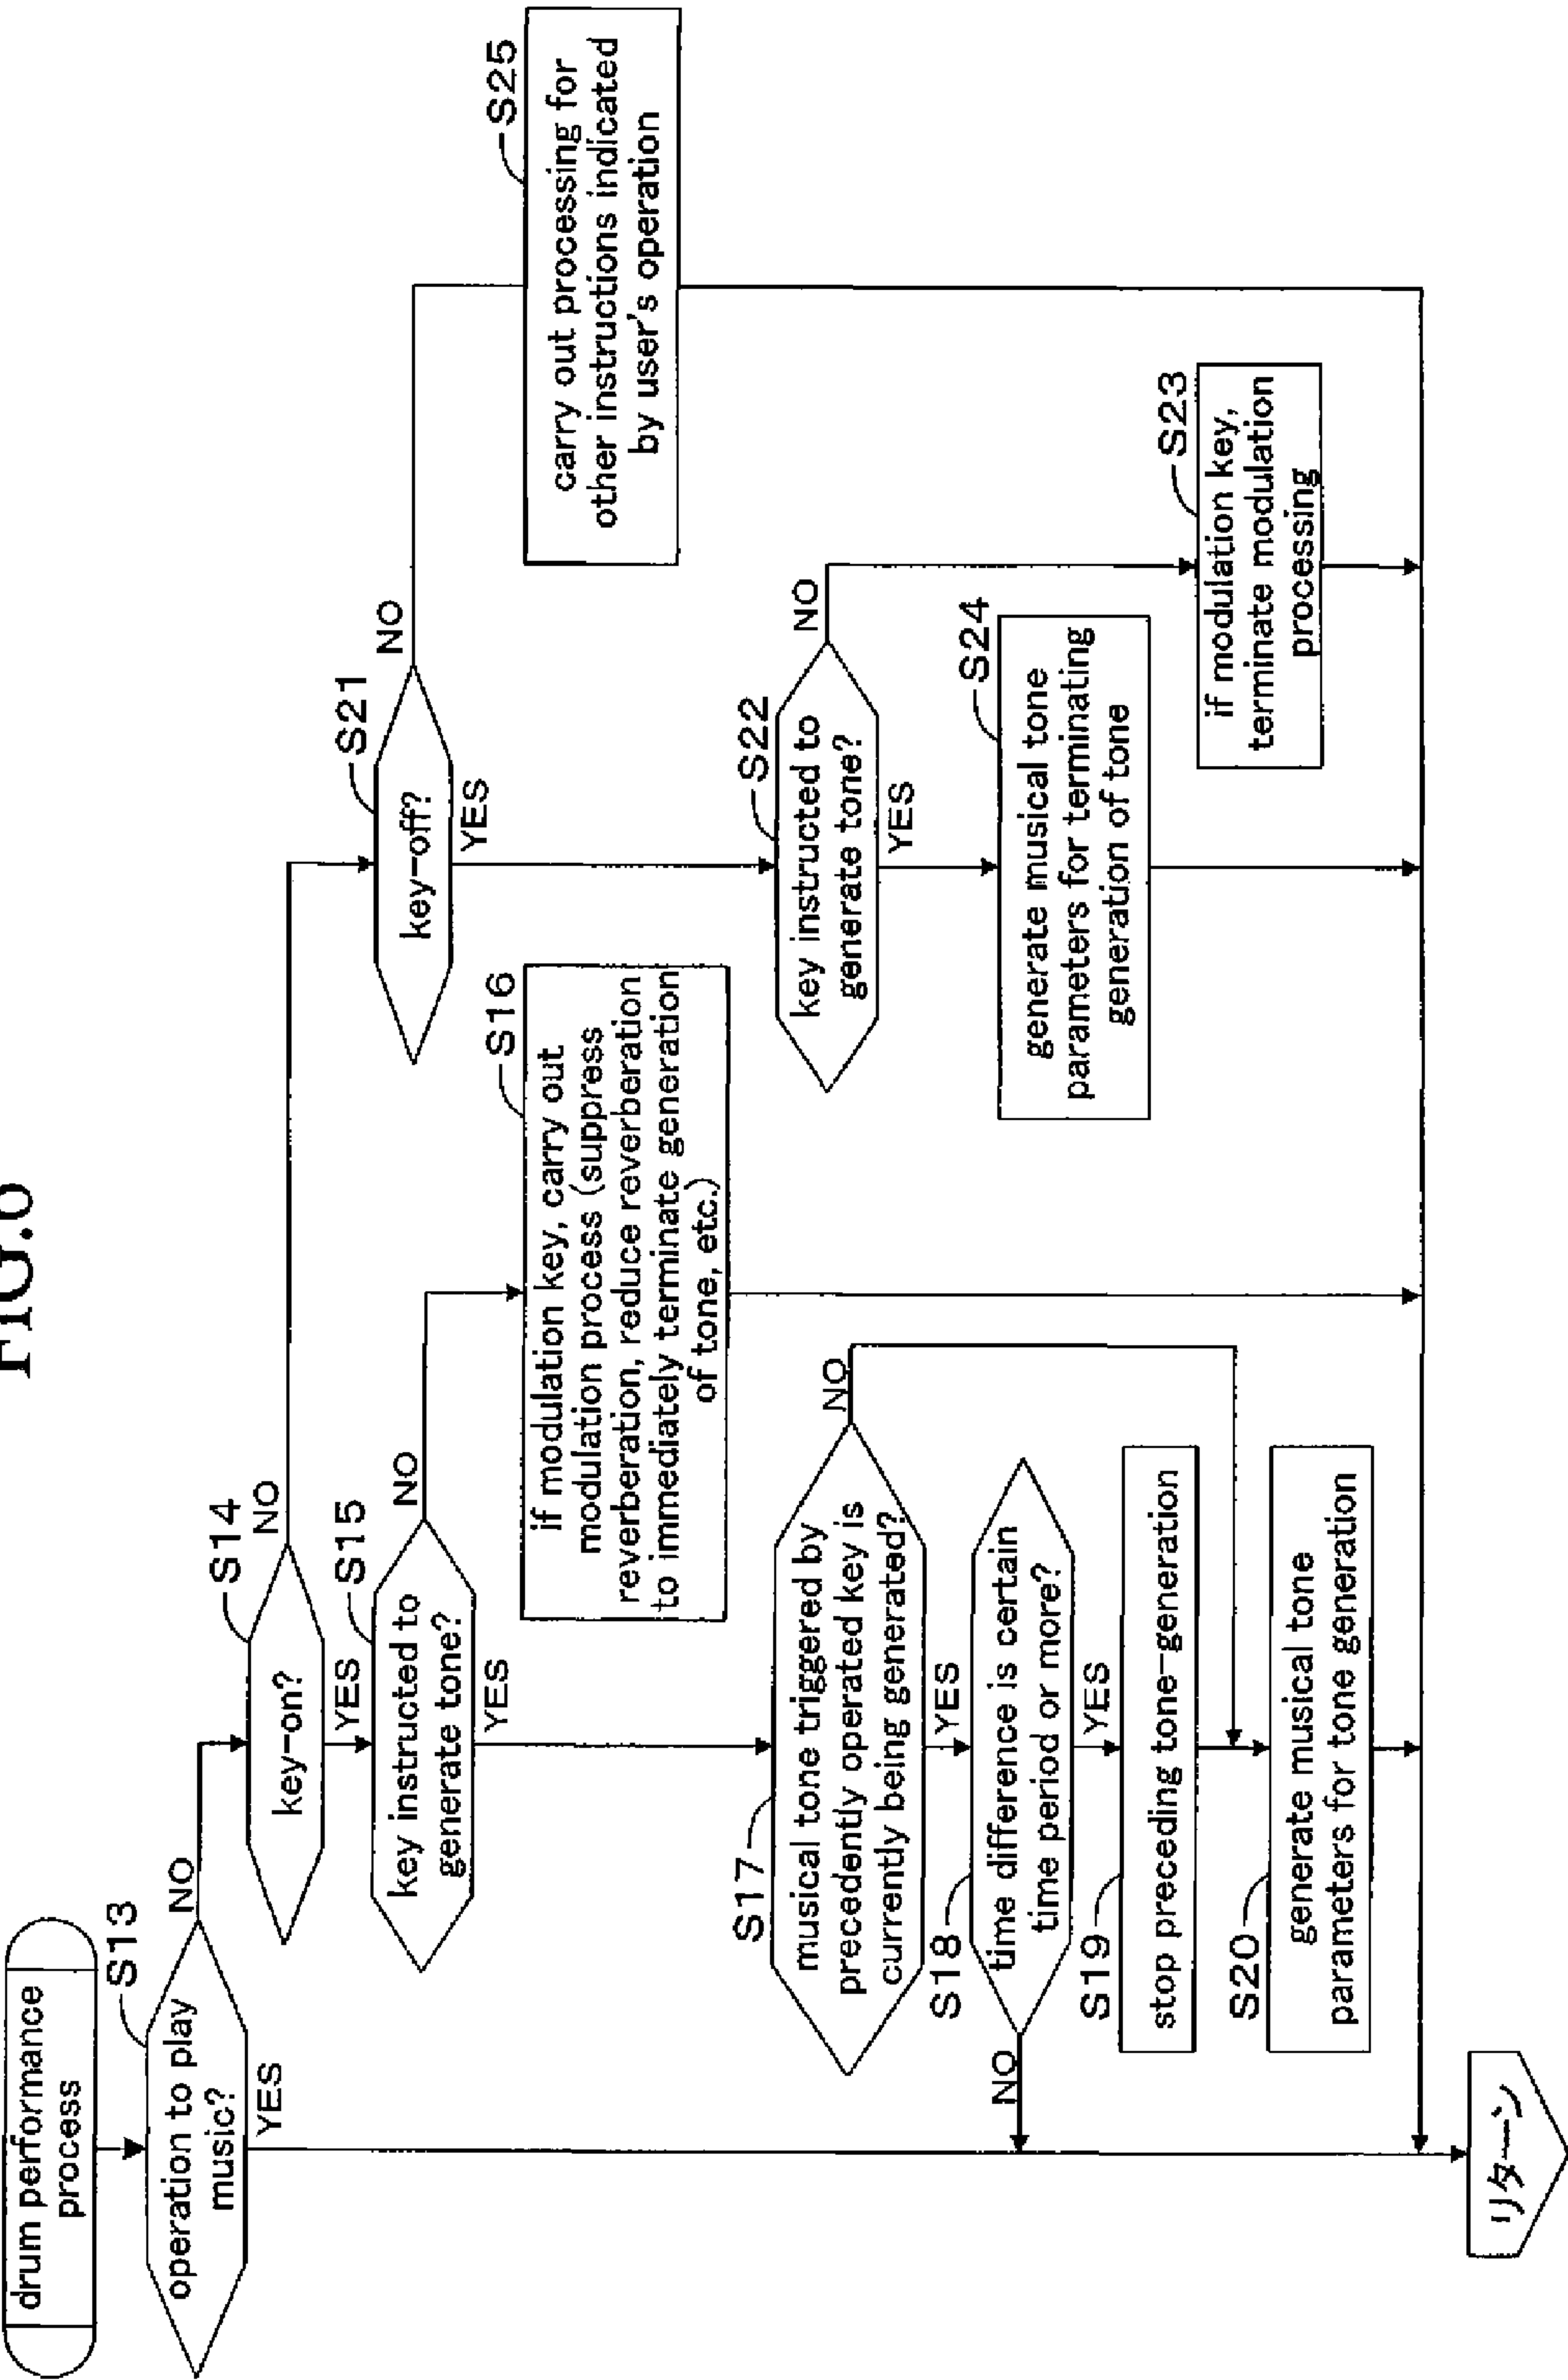 FIG.6
drum performance
process
S13
operation to play
music?
NO
YES
S14
key-on?
NO
YES
S15
key instructed to
generate tone?
NO
YES
S16
if modulation key, carry out
modulation process (suppress
reverberation, reduce reverberation
to immediately terminate generation
of tone, etc.)
S17
musical tone triggered by
precedently operated key is
currently being generated?
NO
YES
S18
time difference is certain
time period or more?
NO
YES
S19
stop preceding tone-generation
S20
generate musical tone
parameters for tone generation
S21
key-off?
NO
YES
S22
key instructed to
generate tone?
NO
YES
S24
generate musical tone
parameters for terminating
generation of tone
S23
if modulation key,
terminate modulation
processing
S25
carry out processing for
other instructions indicated
by user's operation
リターン